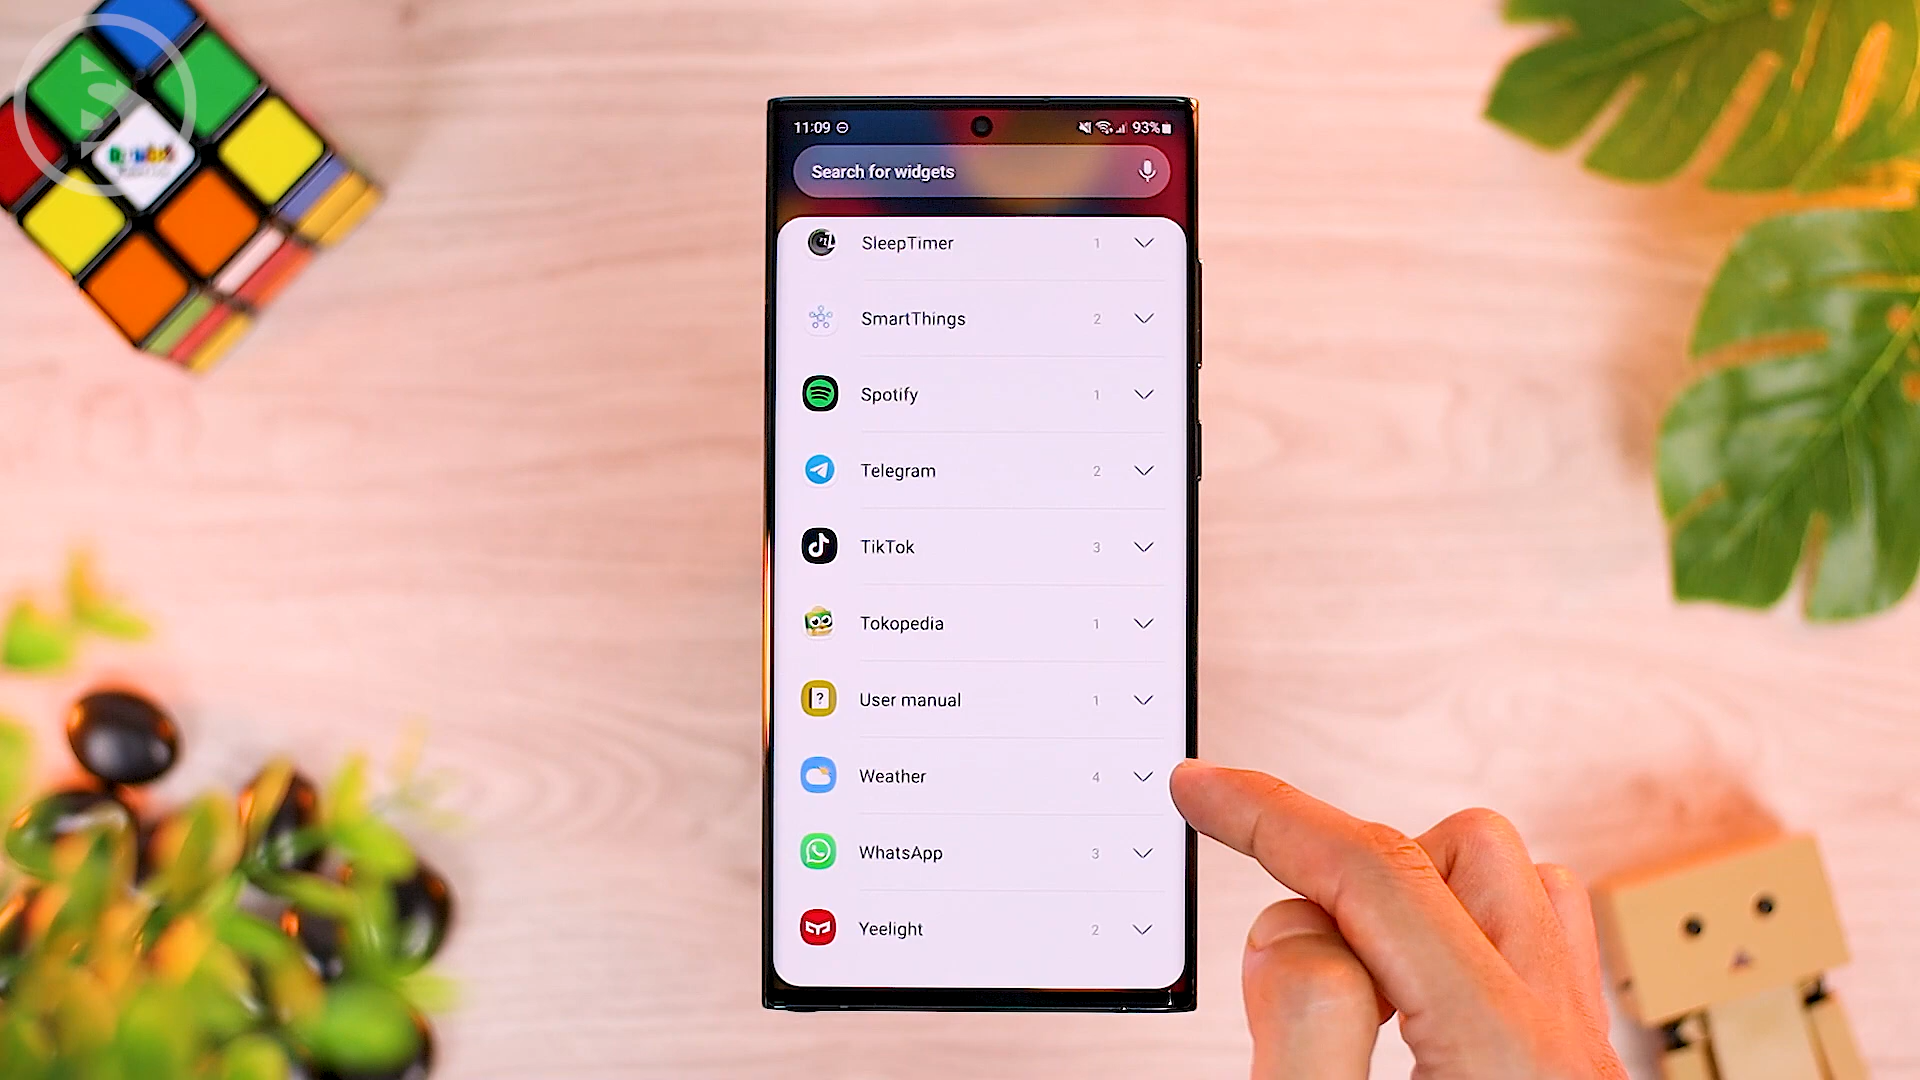 S
11:09
93%
Search for widgets
SleepTimer 1
SmartThings 2
Spotify 1
Telegram 2
TikTok 3
Tokopedia 1
User manual 1
Weather 4
WhatsApp 3
Yeelight 2